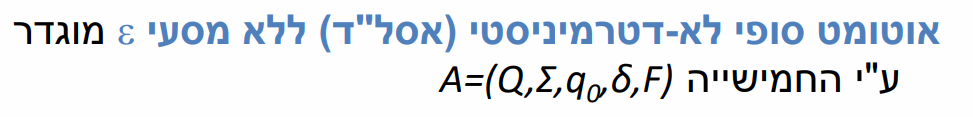 אוטומט סופי לא-דטרמיניסטי (אסל"ד) ללא מסעי ε מוגדר
ע"י החמישייה A=(Q,Σ,q₀,δ,F)